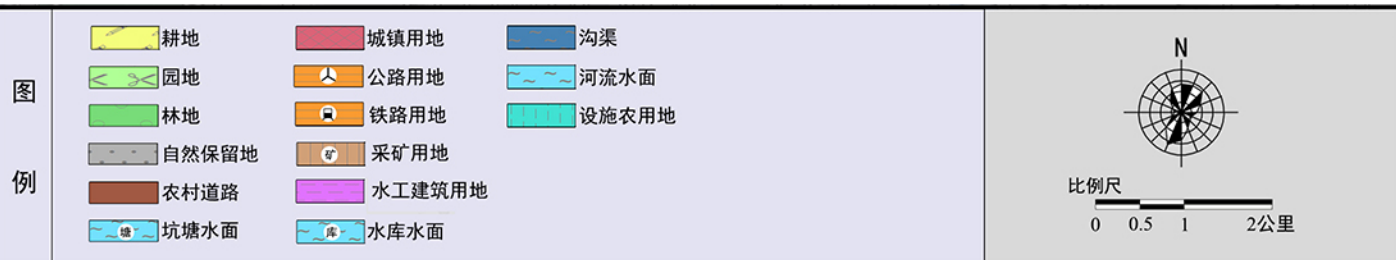 图
例
耕地
园地
林地
自然保留地
农村道路
塘 坑塘水面
城镇用地
公路用地
铁路用地
矿 采矿用地
水工建筑用地
库 水库水面
沟渠
河流水面
设施农用地
N
比例尺
0 0.5 1 2公里